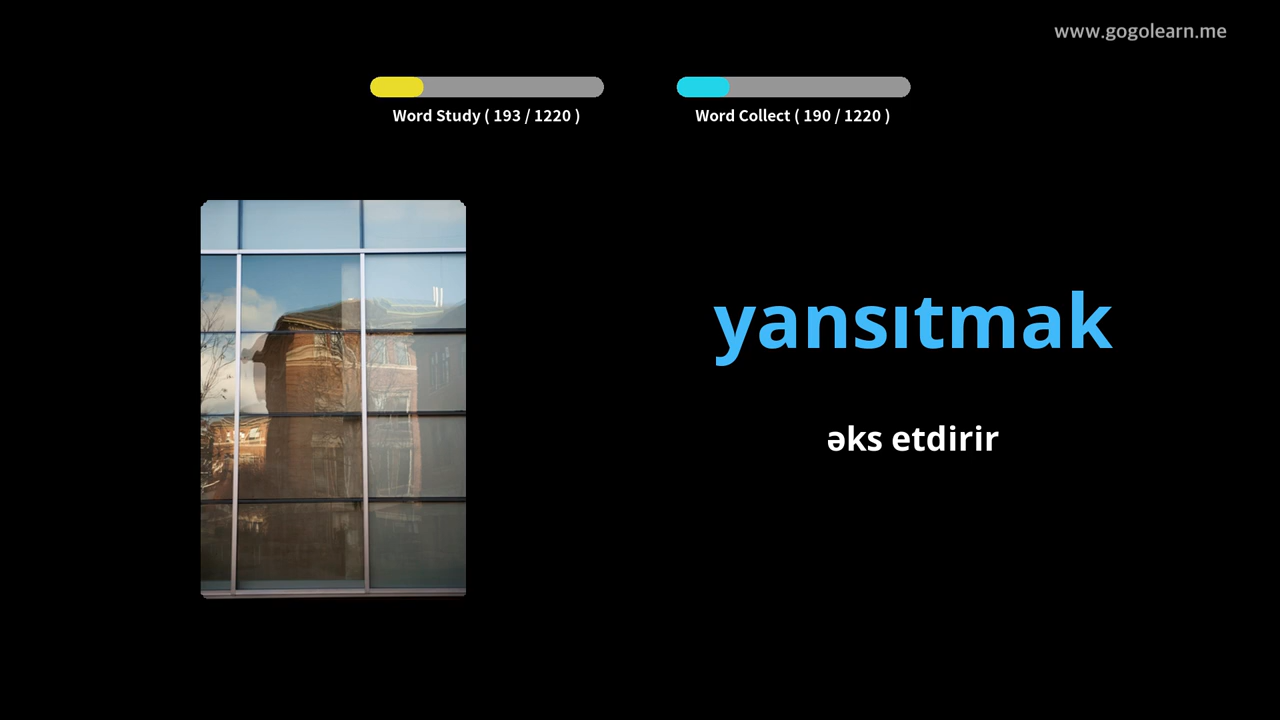 www.gogolearn.me
Word Study ( 193 / 1220 )
Word Collect ( 190 / 1220 )
yansıtmak
əks etdirir